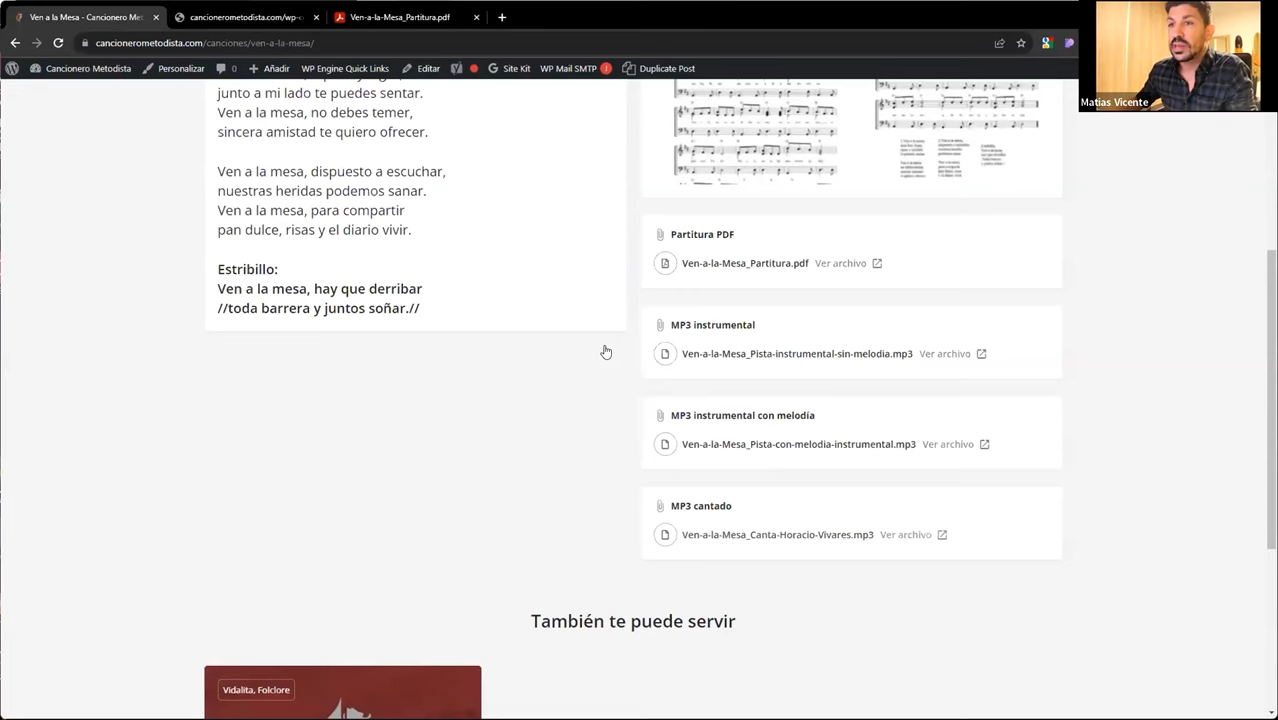 Ven a la Mesa - Cancionero Met
cancionerometodista.com/wp-c
Ven-a-la-Mesa_Partitura.pdf
cancionerometodista.com/canciones/ven-a-la-mesa/
Cancionero Metodista
Personalizar
0
Añadir
WP Engine Quick Links
Editar
Site Kit
WP Mail SMTP
Duplicate Post
Matias Vicente
junto a mi lado te puedes sentar.
Ven a la mesa, no debes temer,
sincera amistad te quiero ofrecer.
Ven a la mesa, dispuesto a escuchar,
nuestras heridas podemos sanar.
Ven a la mesa, para compartir
pan dulce, risas y el diario vivir.
Estribillo:
Ven a la mesa, hay que derribar
//toda barrera y juntos soñar.//
Partitura PDF
Ven-a-la-Mesa_Partitura.pdf Ver archivo
MP3 instrumental
Ven-a-la-Mesa_Pista-instrumental-sin-melodia.mp3 Ver archivo
MP3 instrumental con melodía
Ven-a-la-Mesa_Pista-con-melodia-instrumental.mp3 Ver archivo
MP3 cantado
Ven-a-la-Mesa_Canta-Horacio-Vivares.mp3 Ver archivo
También te puede servir
Vidalita, Folclore